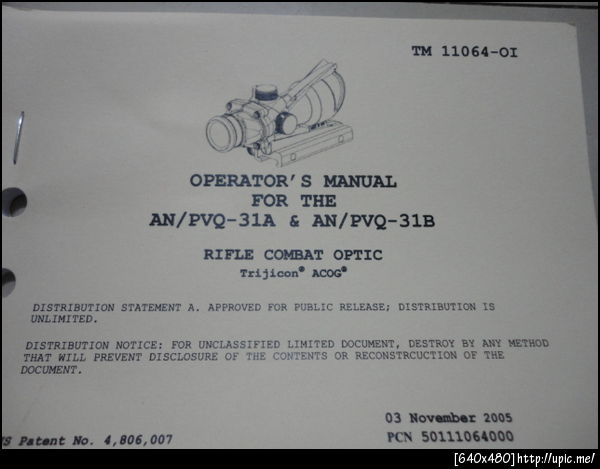 TM 11064-OI
OPERATOR'S MANUAL
FOR THE
AN/PVQ-31A & AN/PVQ-31B
RIFLE COMBAT OPTIC
Trijicon® ACOG®
DISTRIBUTION STATEMENT A. APPROVED FOR PUBLIC RELEASE; DISTRIBUTION IS
UNLIMITED.
DISTRIBUTION NOTICE: FOR UNCLASSIFIED LIMITED DOCUMENT, DESTROY BY ANY METHOD
THAT WILL PREVENT DISCLOSURE OF THE CONTENTS OR RECONSTRCUCTION OF THE
DOCUMENT.
03 November 2005
US Patent No. 4,806,007
PCN 50111064000
[640x480]http://upic.me/